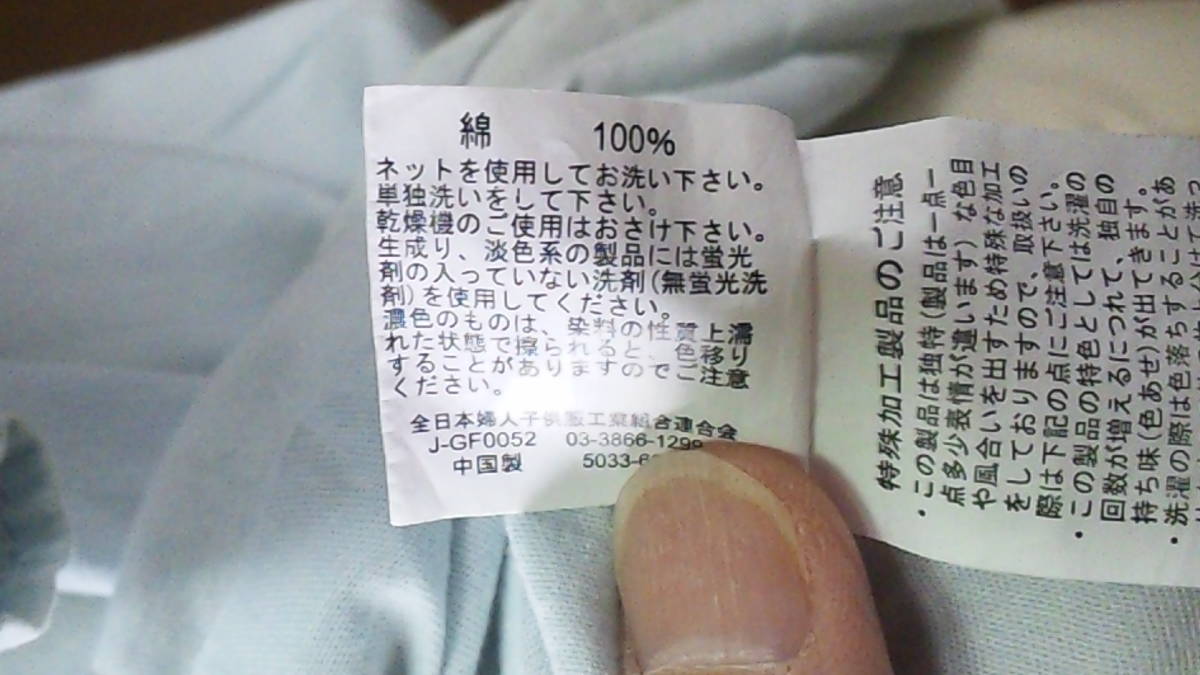 綿 100%
ネットを使用してお洗い下さい。
単独洗いをして下さい。
乾燥機のご使用はおさけ下さい。
生成り、淡色系の製品には蛍光
剤の入っていない洗剤(無蛍光洗
剤)を使用してください。
濃色のものは、染料の性質上濡
れた状態で擦られると、色移り
することがありますのでご注意
ください。
全日本婦人子供服工業組合連合会
J-GF0052 03-3866-1299
中国製 5033-6
特殊加工製品のご注意
・この製品は独特(製品は一点一
点多少表情が違います)な色目
や風合いを出すため特殊な加工
をしておりますので、取扱いの
際は下記の点にご注意下さい。
・この製品の特色としては洗濯の
回数が増えるにつれて、独自の
持ち味(色あせ)が出てきます。
・洗濯の際は色落ちすることがあ